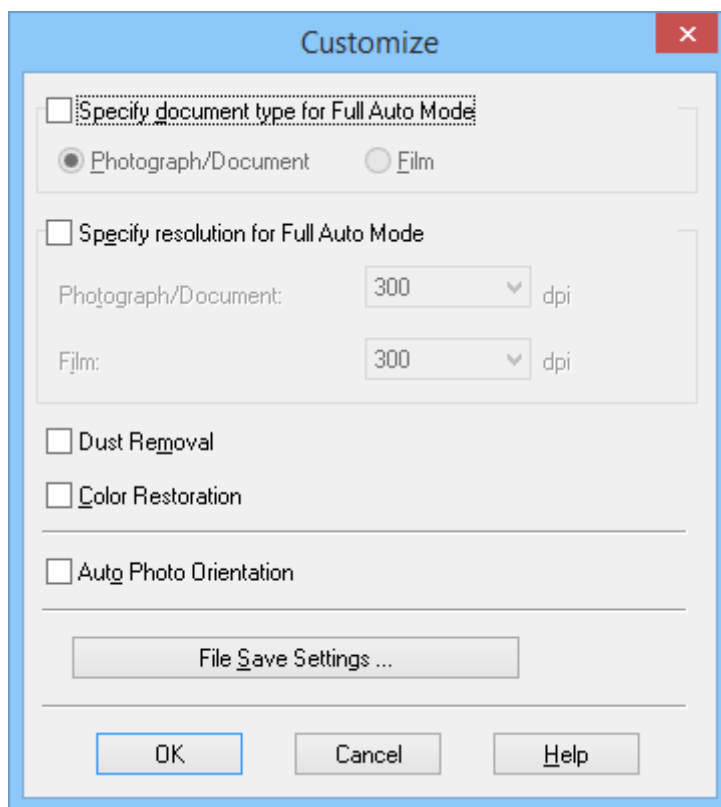 Customize
Specify document type for Full Auto Mode
Photograph/Document Film
Specify resolution for Full Auto Mode
Photograph/Document: 300 dpi
Film: 300 dpi
Dust Removal
Color Restoration
Auto Photo Orientation
File Save Settings ...
OK Cancel Help